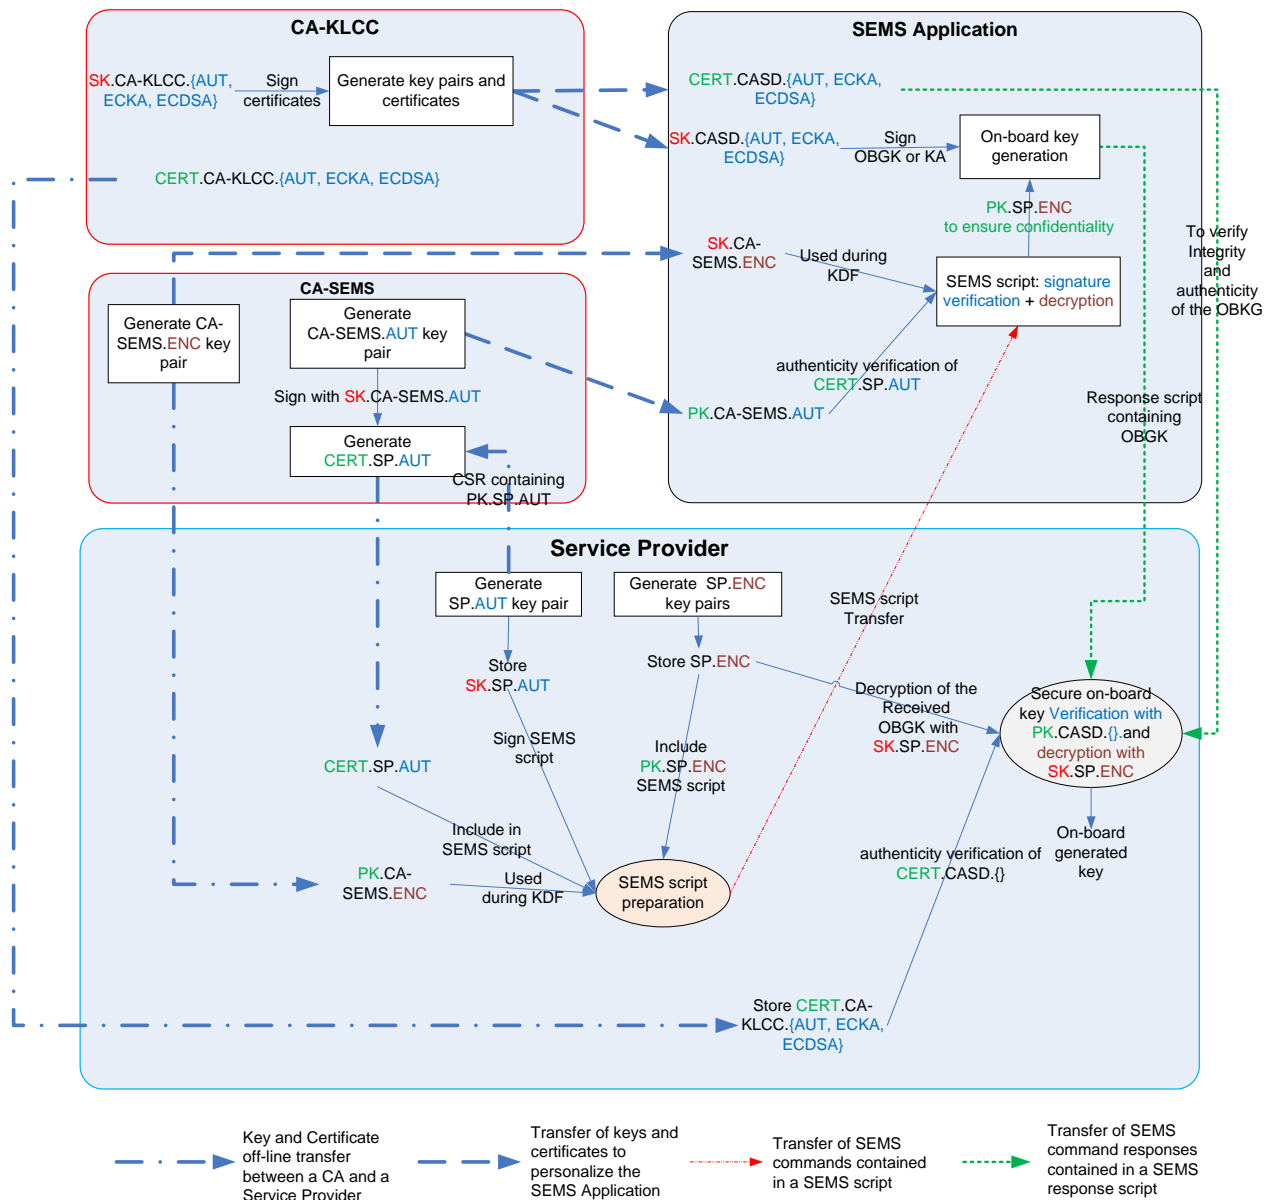 CA-KLCC
SK.CA-KLCC.{AUT,
ECKA, ECDSA}
Sign
certificates
Generate key pairs and
certificates
CERT.CA-KLCC.{AUT, ECKA, ECDSA}
SEMS Application
CERT.CASD.{AUT, ECKA,
ECDSA}
SK.CASD.{AUT, ECKA,
ECDSA}
Sign
OBGK or KA
On-board key
generation
PK.SP.ENC
to ensure confidentiality
SK.CA-
SEMS.ENC
Used during
KDF
SEMS script: signature
verification + decryption
authenticity verification of
CERT.SP.AUT
PK.CA-SEMS.AUT
To verify
Integrity
and
authenticity
of the OBKG
Response script
containing
OBGK
CA-SEMS
Generate CA-
SEMS.ENC key
pair
Generate
CA-SEMS.AUT key
pair
Sign with SK.CA-SEMS.AUT
Generate
CERT.SP.AUT
CSR containing
PK.SP.AUT
Service Provider
Generate
SP.AUT key pair
Generate SP.ENC
key pairs
SEMS script
Transfer
Store
SK.SP.AUT
Store SP.ENC
Decryption of the
Received
OBGK with
SK.SP.ENC
Secure on-board
key Verification with
PK.CASD.{}.and
decryption with
SK.SP.ENC
Sign SEMS
script
Include
PK.SP.ENC
SEMS script
CERT.SP.AUT
Include in
SEMS script
PK.CA-
SEMS.ENC
Used
during KDF
SEMS script
preparation
authenticity verification of
CERT.CASD.{}
On-board
generated
key
Store CERT.CA-
KLCC.{AUT, ECKA,
ECDSA}
Key and Certificate
off-line transfer
between a CA and a
Service Provider
Transfer of keys and
certificates to
personalize the
SEMS Application
Transfer of SEMS
commands contained
in a SEMS script
Transfer of SEMS
command responses
contained in a SEMS
response script